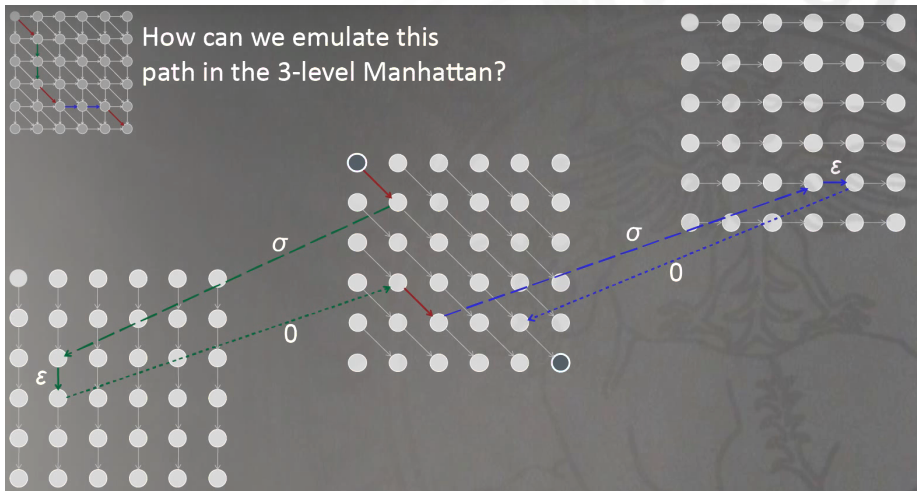 How can we emulate this
path in the 3-level Manhattan?
ε
σ
σ
0
0
ε